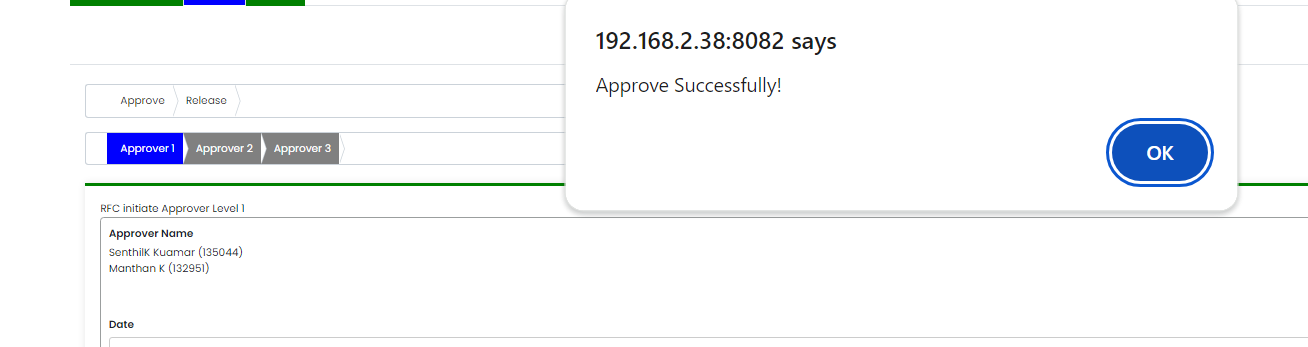 192.168.2.38:8082 says
Approve Successfully!
OK
Approve Release
Approver 1 Approver 2 Approver 3
RFC initiate Approver Level 1
Approver Name
SenthilK Kuamar (135044)
Manthan K (132951)
Date